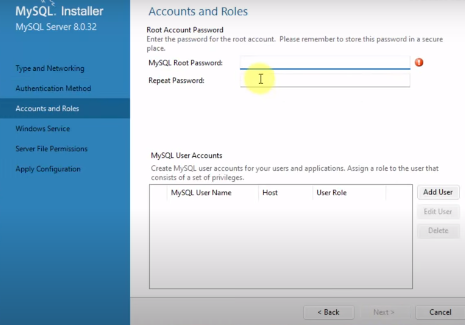 MySQL. Installer
MySQL Server 8.0.32
Type and Networking
Authentication Method
Accounts and Roles
Windows Service
Server File Permissions
Apply Configuration
Accounts and Roles
Root Account Password
Enter the password for the root account. Please remember to store this password in a secure
place.
MySQL Root Password:
Repeat Password:
MySQL User Accounts
Create MySQL user accounts for your users and applications. Assign a role to the user that
consists of a set of privileges.
MySQL User Name Host User Role
Add User
Edit User
Delete
< Back Next > Cancel